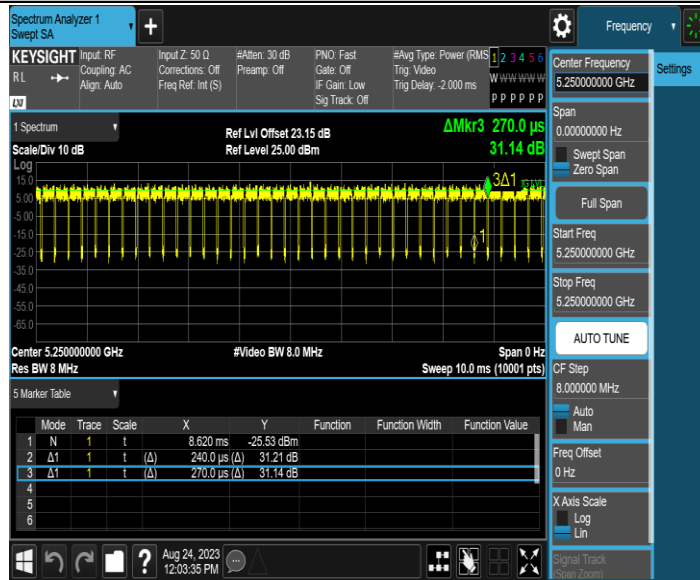 Spectrum Analyzer 1
Swept SA
+
Frequency
KEYSIGHT
Input: RF
Coupling: AC
Align: Auto
Input Z: 50 Ω
Corrections: Off
Freq Ref: Int (S)
#Atten: 30 dB
Preamp: Off
PNO: Fast
Gate: Off
IF Gain: Low
Sig Track: Off
#Avg Type: Power (RMS
Trig: Video
Trig Delay: -2.000 ms
1 2 3 4 5 6
W W W W W W
P P P P P P
RL
LXI
Center Frequency
5.250000000 GHz
Settings
Span
0.00000000 Hz
Swept Span
Zero Span
Full Span
Start Freq
5.250000000 GHz
Stop Freq
5.250000000 GHz
AUTO TUNE
CF Step
8.000000 MHz
Auto
Man
Freq Offset
0 Hz
X Axis Scale
Log
Lin
Signal Track
(Span Zoom)
1 Spectrum
Scale/Div 10 dB
Ref Lvl Offset 23.15 dB
Ref Level 25.00 dBm
ΔMkr3 270.0 µs
31.14 dB
Log
15.0
5.00
-5.00
-15.0
-25.0
-35.0
-45.0
-55.0
-65.0
3Δ1
1
Center 5.250000000 GHz
Res BW 8 MHz
#Video BW 8.0 MHz
Span 0 Hz
Sweep 10.0 ms (10001 pts)
5 Marker Table
Mode Trace Scale X Y Function Function Width Function Value
1 N 1 t 8.620 ms -25.53 dBm
2 Δ1 1 t (Δ) 240.0 µs (Δ) 31.21 dB
3 Δ1 1 t (Δ) 270.0 µs (Δ) 31.14 dB
4
5
6
?
Aug 24, 2023
12:03:35 PM